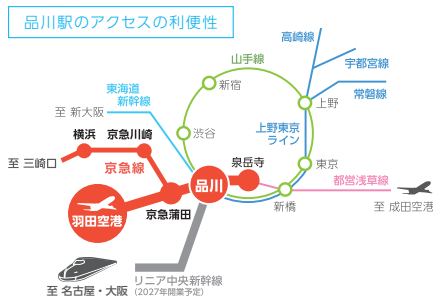 品川駅のアクセスの利便性
高崎線
宇都宮線
常磐線
山手線
東海道
新幹線
至 新大阪
新宿
上野
渋谷
上野東京
ライン
横浜
京急川崎
至 三崎口
京急線
泉岳寺
東京
品川
都営浅草線
新橋
至 成田空港
羽田空港
京急蒲田
リニア中央新幹線
(2027年開業予定)
至 名古屋・大阪